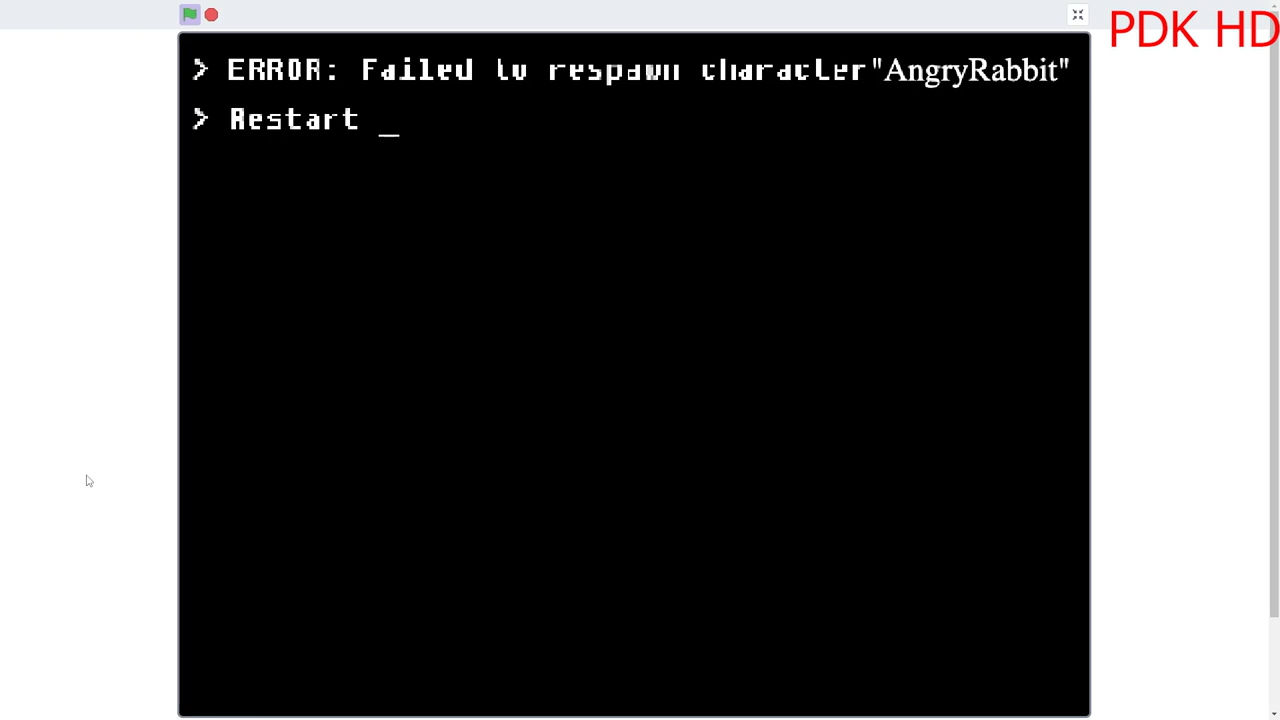 PDK HD
> ERROR: Failed to respawn character "AngryRabbit"
> Restart _